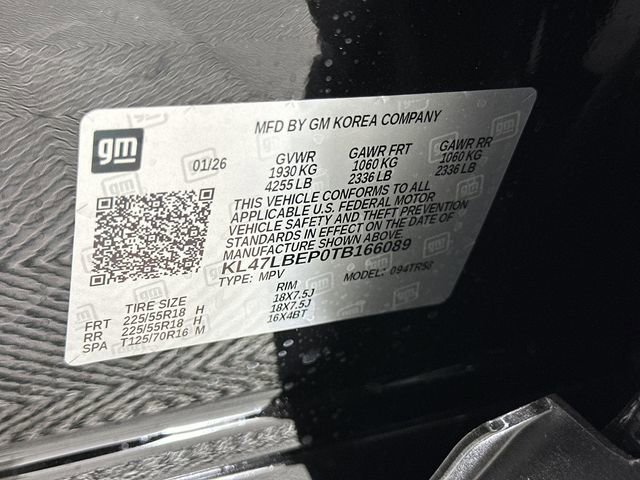 gm
MFD BY GM KOREA COMPANY
01/26 GVWR GAWR FRT GAWR RR
1930 KG 1060 KG 1060 KG
4255 LB 2336 LB 2336 LB
THIS VEHICLE CONFORMS TO ALL
APPLICABLE U.S. FEDERAL MOTOR
VEHICLE SAFETY AND THEFT PREVENTION
STANDARDS IN EFFECT ON THE DATE OF
MANUFACTURE SHOWN ABOVE.
KL47LBEP0TB166089
TYPE: MPV MODEL: 094TR58
TIRE SIZE RIM
FRT 225/55R18 H 18X7.5J
RR 225/55R18 H 18X7.5J
SPA T125/70R16 M 16X4BT